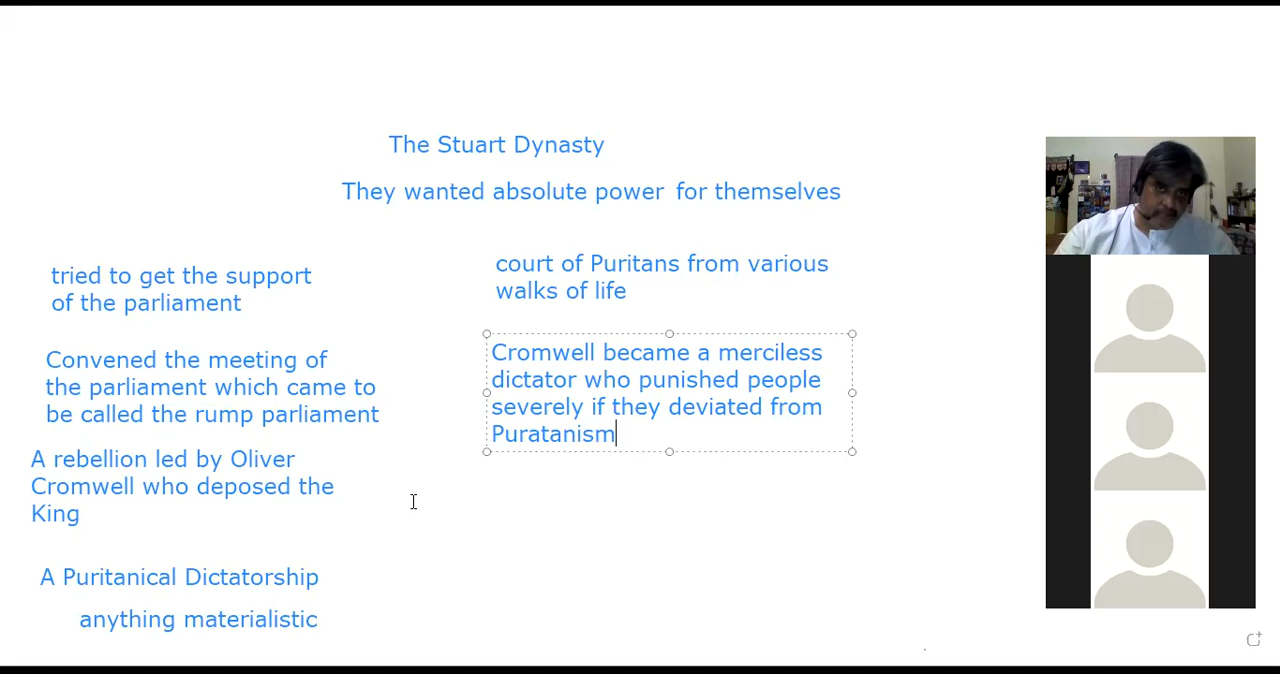 The Stuart Dynasty
They wanted absolute power for themselves
tried to get the support
of the parliament
Convened the meeting of
the parliament which came to
be called the rump parliament
A rebellion led by Oliver
Cromwell who deposed the
King
A Puritanical Dictatorship
anything materialistic
court of Puritans from various
walks of life
Cromwell became a merciless
dictator who punished people
severely if they deviated from
Puratanism